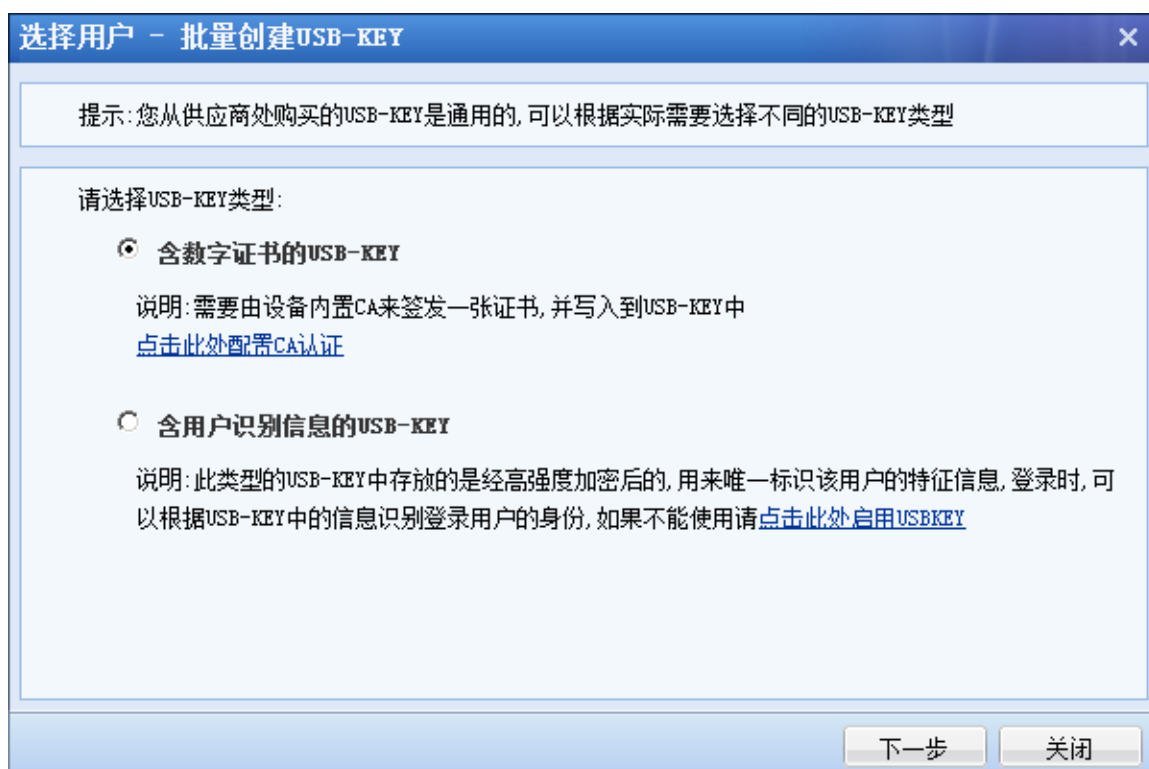 选择用户 - 批量创建USB-KEY
提示:您从供应商处购买的USB-KEY是通用的,可以根据实际需要选择不同的USB-KEY类型
请选择USB-KEY类型:
含数字证书的USB-KEY
说明:需要由设备内置CA来签发一张证书,并写入到USB-KEY中
点击此处配置CA认证
含用户识别信息的USB-KEY
说明:此类型的USB-KEY中存放的是经高强度加密后的,用来唯一标识该用户的特征信息,登录时,可
以根据USB-KEY中的信息识别登录用户的身份,如果不能使用请点击此处启用USBKEY
下一步 关闭